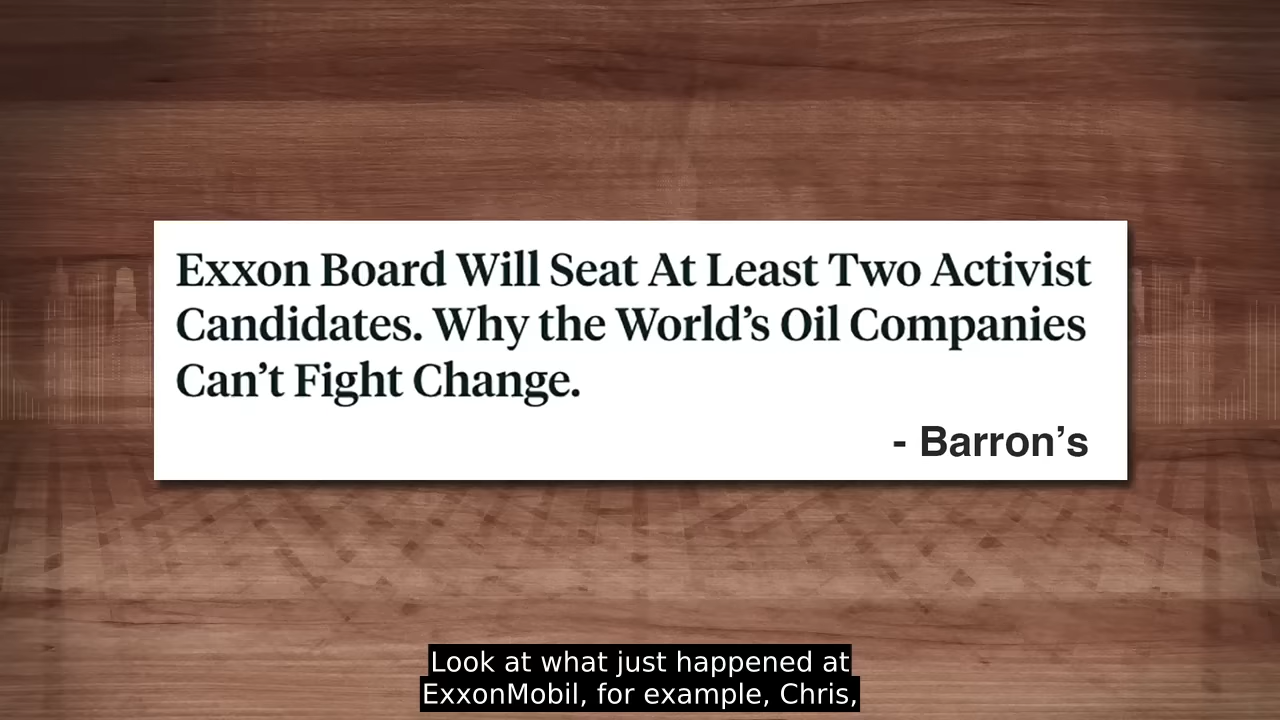 Exxon Board Will Seat At Least Two Activist
Candidates. Why the World’s Oil Companies
Can’t Fight Change.
- Barron’s
Look at what just happened at
ExxonMobil, for example, Chris,